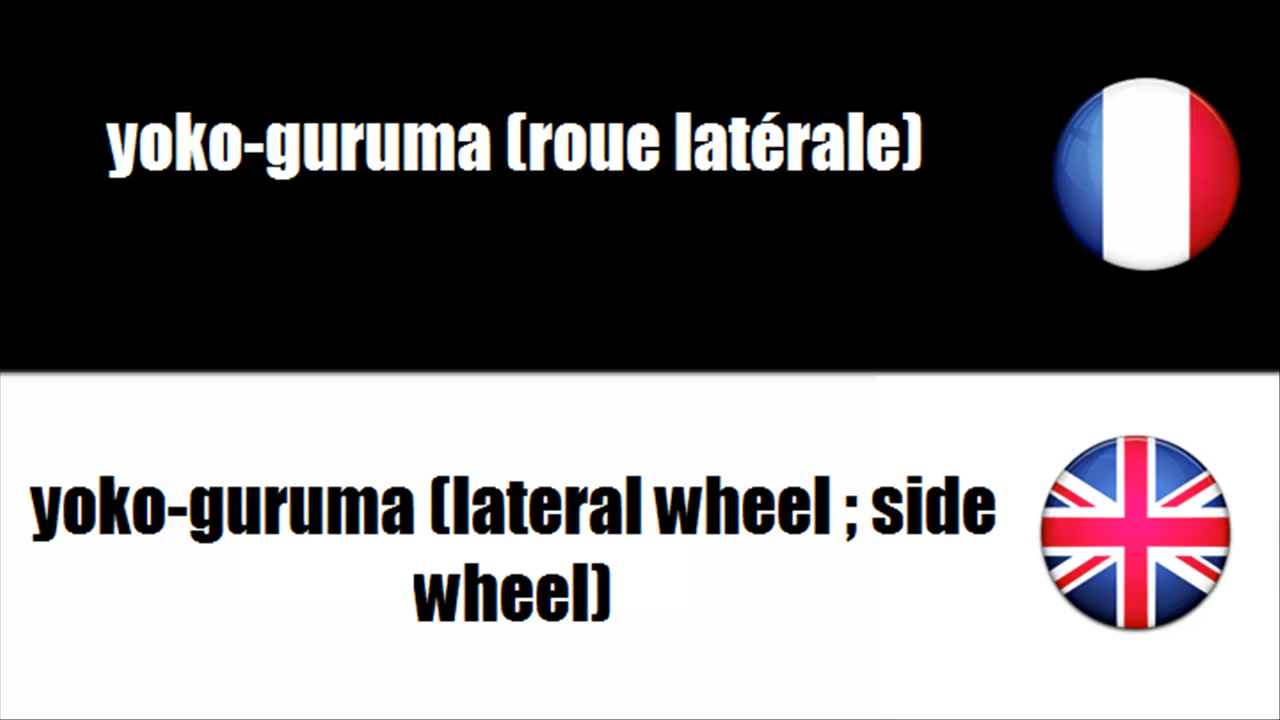 yoko-guruma (roue latérale)
yoko-guruma (lateral wheel ; side
wheel)